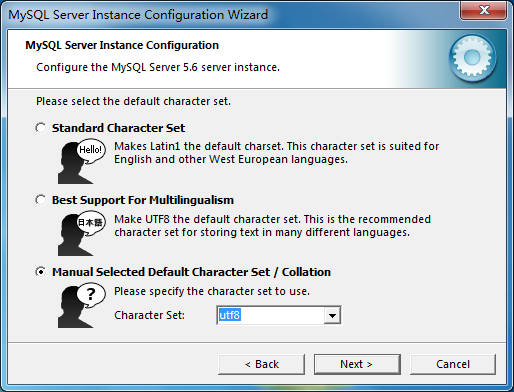 MySQL Server Instance Configuration Wizard
MySQL Server Instance Configuration
Configure the MySQL Server 5.6 server instance.
Please select the default character set.
Standard Character Set
Hello!
Makes Latin1 the default charset. This character set is suited for
English and other West European languages.
Best Support For Multilingualism
日本語
Make UTF8 the default character set. This is the recommended
character set for storing text in many different languages.
Manual Selected Default Character Set / Collation
?
Please specify the character set to use.
Character Set: utf8
< Back Next > Cancel